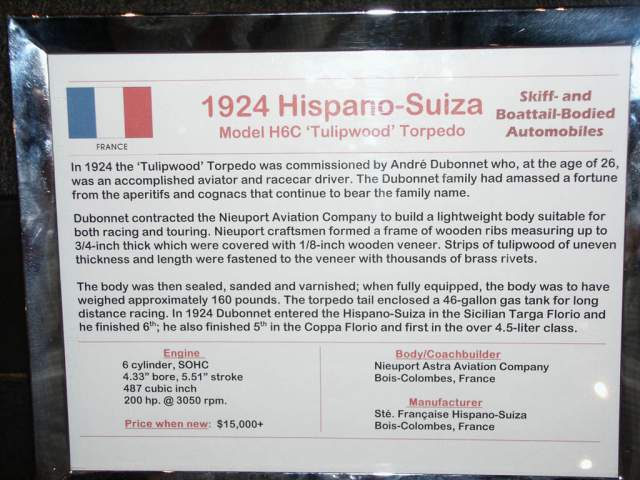 1924 Hispano-Suiza
Model H6C 'Tulipwood' Torpedo
Skiff- and
Boattail-Bodied
Automobiles
FRANCE
In 1924 the 'Tulipwood' Torpedo was commissioned by André Dubonnet who, at the age of 26,
was an accomplished aviator and racecar driver. The Dubonnet family had amassed a fortune
from the aperitifs and cognacs that continue to bear the family name.
Dubonnet contracted the Nieuport Aviation Company to build a lightweight body suitable for
both racing and touring. Nieuport craftsmen formed a frame of wooden ribs measuring up to
3/4-inch thick which were covered with 1/8-inch wooden veneer. Strips of tulipwood of uneven
thickness and length were fastened to the veneer with thousands of brass rivets.
The body was then sealed, sanded and varnished; when fully equipped, the body was to have
weighed approximately 160 pounds. The torpedo tail enclosed a 46-gallon gas tank for long
distance racing. In 1924 Dubonnet entered the Hispano-Suiza in the Sicilian Targa Florio and
he finished 6th; he also finished 5th in the Coppa Florio and first in the over 4.5-liter class.
Engine
6 cylinder, SOHC
4.33” bore, 5.51” stroke
487 cubic inch
200 hp. @ 3050 rpm.
Price when new: $15,000+
Body/Coachbuilder
Nieuport Astra Aviation Company
Bois-Colombes, France
Manufacturer
Sté. Française Hispano-Suiza
Bois-Colombes, France